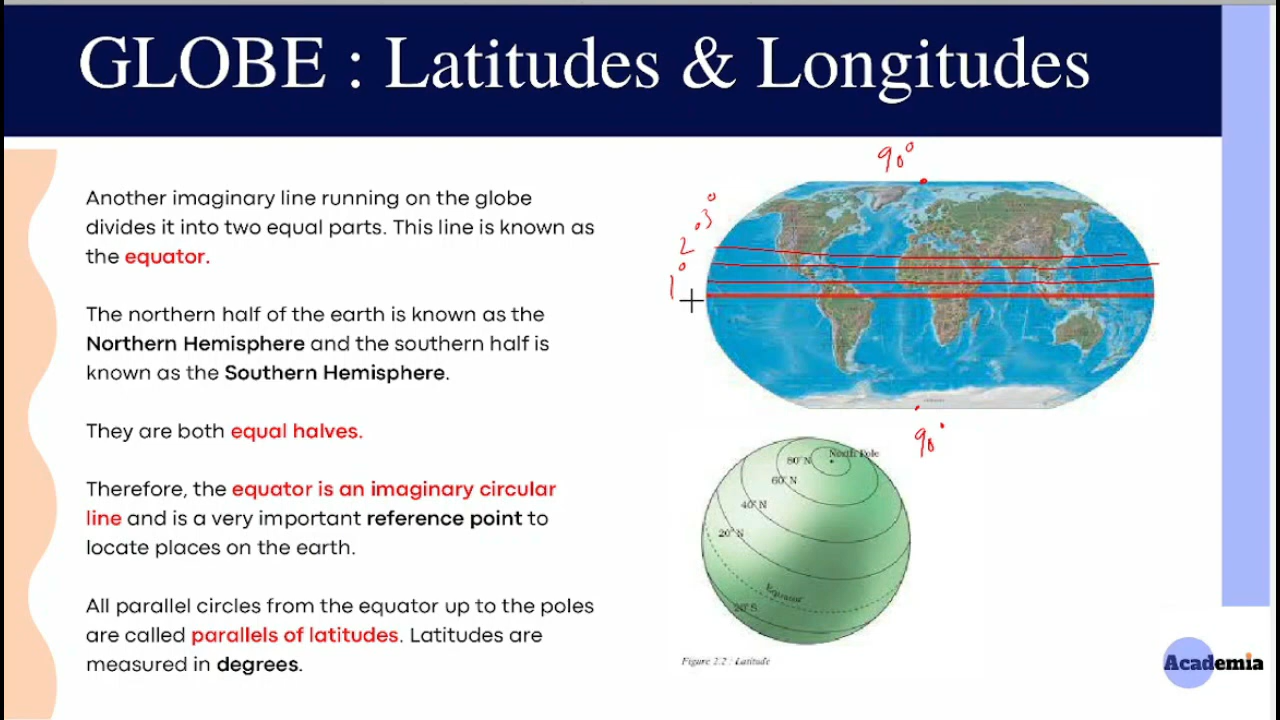 GLOBE : Latitudes & Longitudes
Another imaginary line running on the globe
divides it into two equal parts. This line is known as
the equator.
The northern half of the earth is known as the
Northern Hemisphere and the southern half is
known as the Southern Hemisphere.
They are both equal halves.
Therefore, the equator is an imaginary circular
line and is a very important reference point to
locate places on the earth.
All parallel circles from the equator up to the poles
are called parallels of latitudes. Latitudes are
measured in degrees.
90°
3°
2°
1°
90°
North Pole
80° N
60° N
40° N
20° N
Equator
20° S
Figure 2.2 : Latitude
Academia